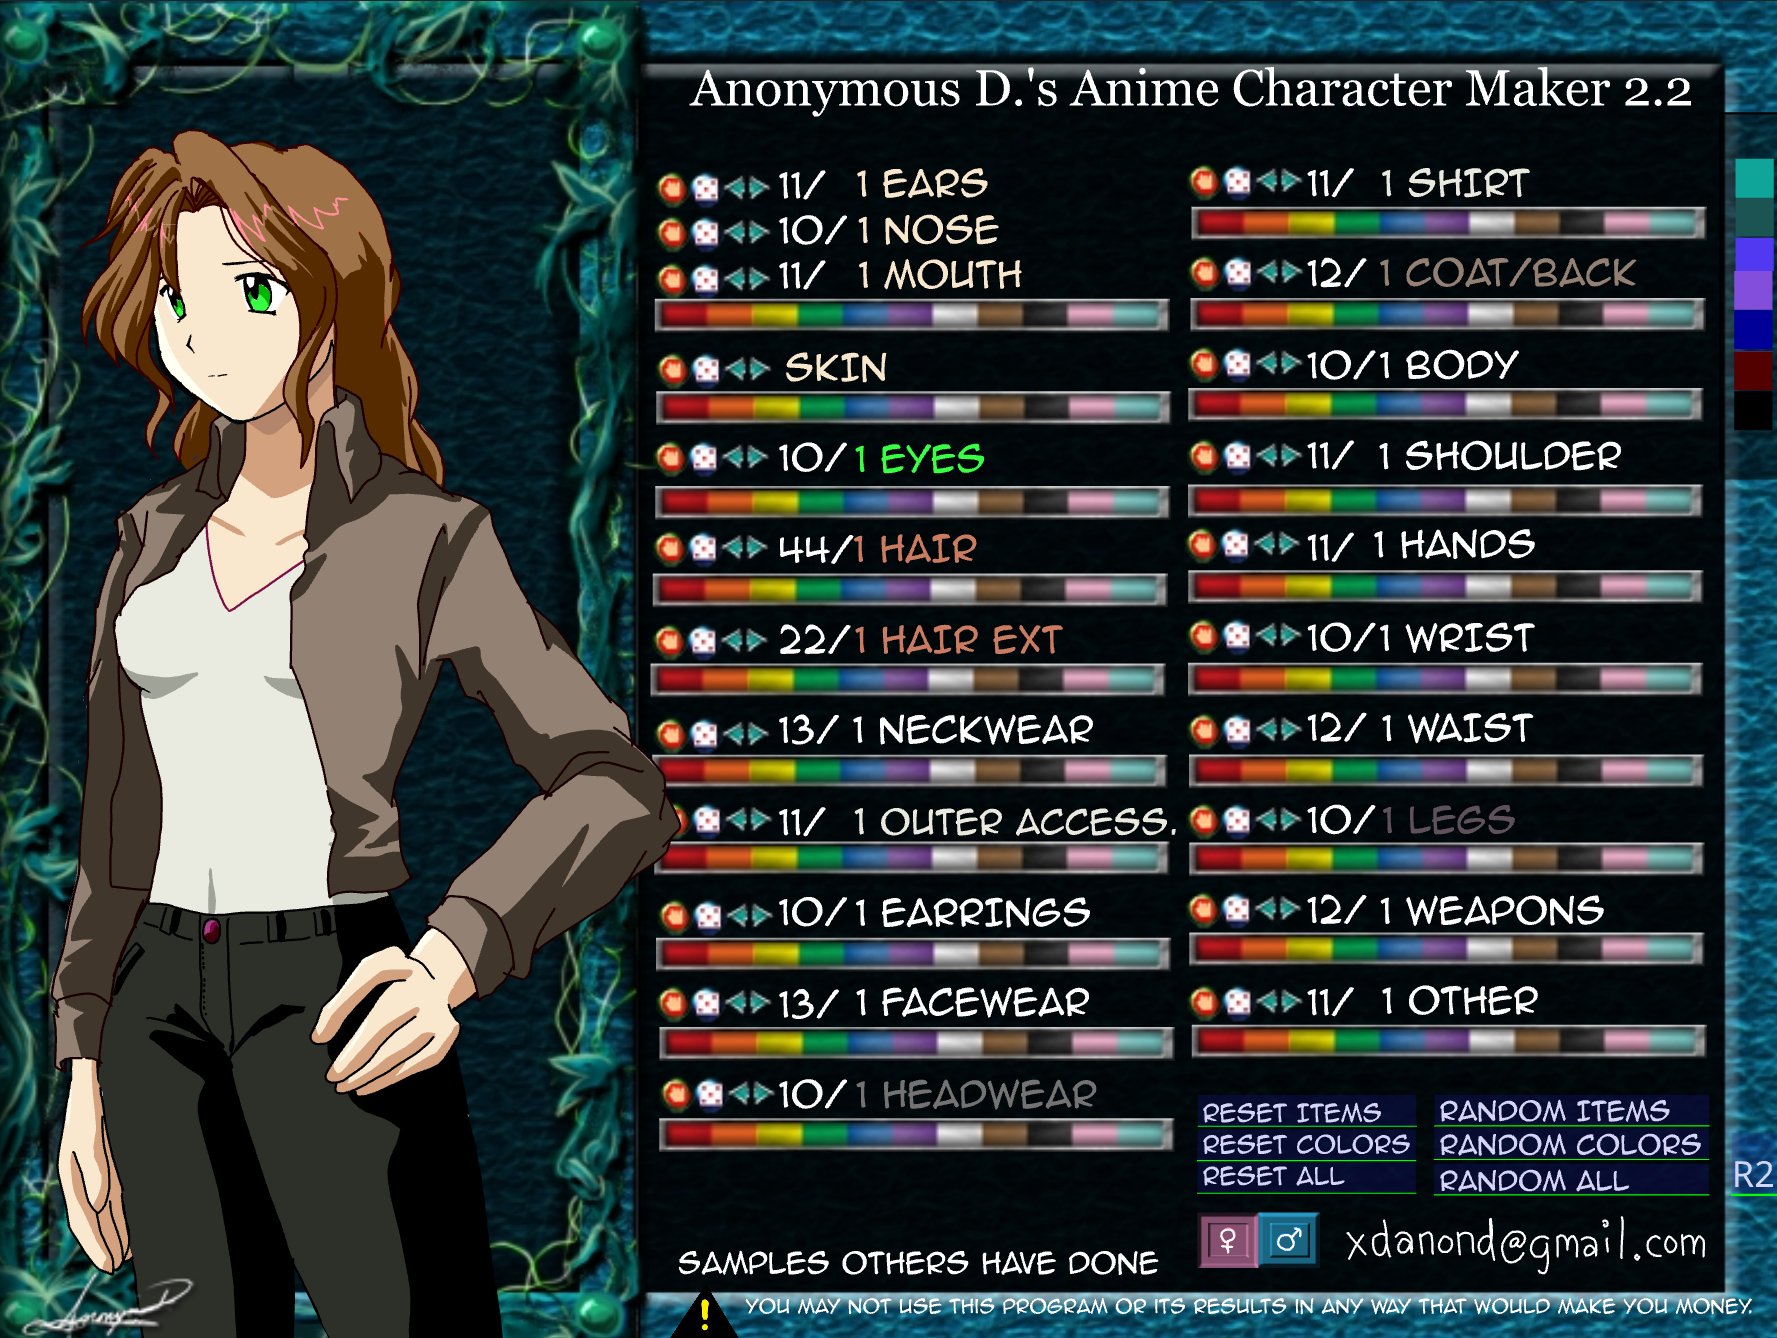 Anonymous D.'s Anime Character Maker 2.2
11/ 1 EARS
10/ 1 NOSE
11/ 1 MOUTH
SKIN
10/ 1 EYES
44/1 HAIR
22/1 HAIR EXT
13/ 1 NECKWEAR
11/ 1 OUTER ACCESS.
10/1 EARRINGS
13/ 1 FACEWEAR
10/ 1 HEADWEAR
11/ 1 SHIRT
12/ 1 COAT/BACK
10/1 BODY
11/ 1 SHOULDER
11/ 1 HANDS
10/1 WRIST
12/ 1 WAIST
10/1 LEGS
12/ 1 WEAPONS
11/ 1 OTHER
RESET ITEMS
RESET COLORS
RESET ALL
RANDOM ITEMS
RANDOM COLORS
RANDOM ALL
R2
♀ ♂ xdanond@gmail.com
SAMPLES OTHERS HAVE DONE
! YOU MAY NOT USE THIS PROGRAM OR ITS RESULTS IN ANY WAY THAT WOULD MAKE YOU MONEY.